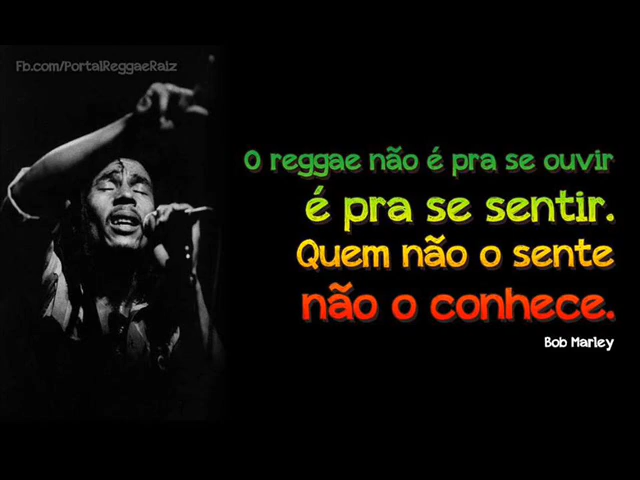 Fb.com/PortalReggaeRaiz
O reggae não é pra se ouvir
é pra se sentir.
Quem não o sente
não o conhece.
Bob Marley